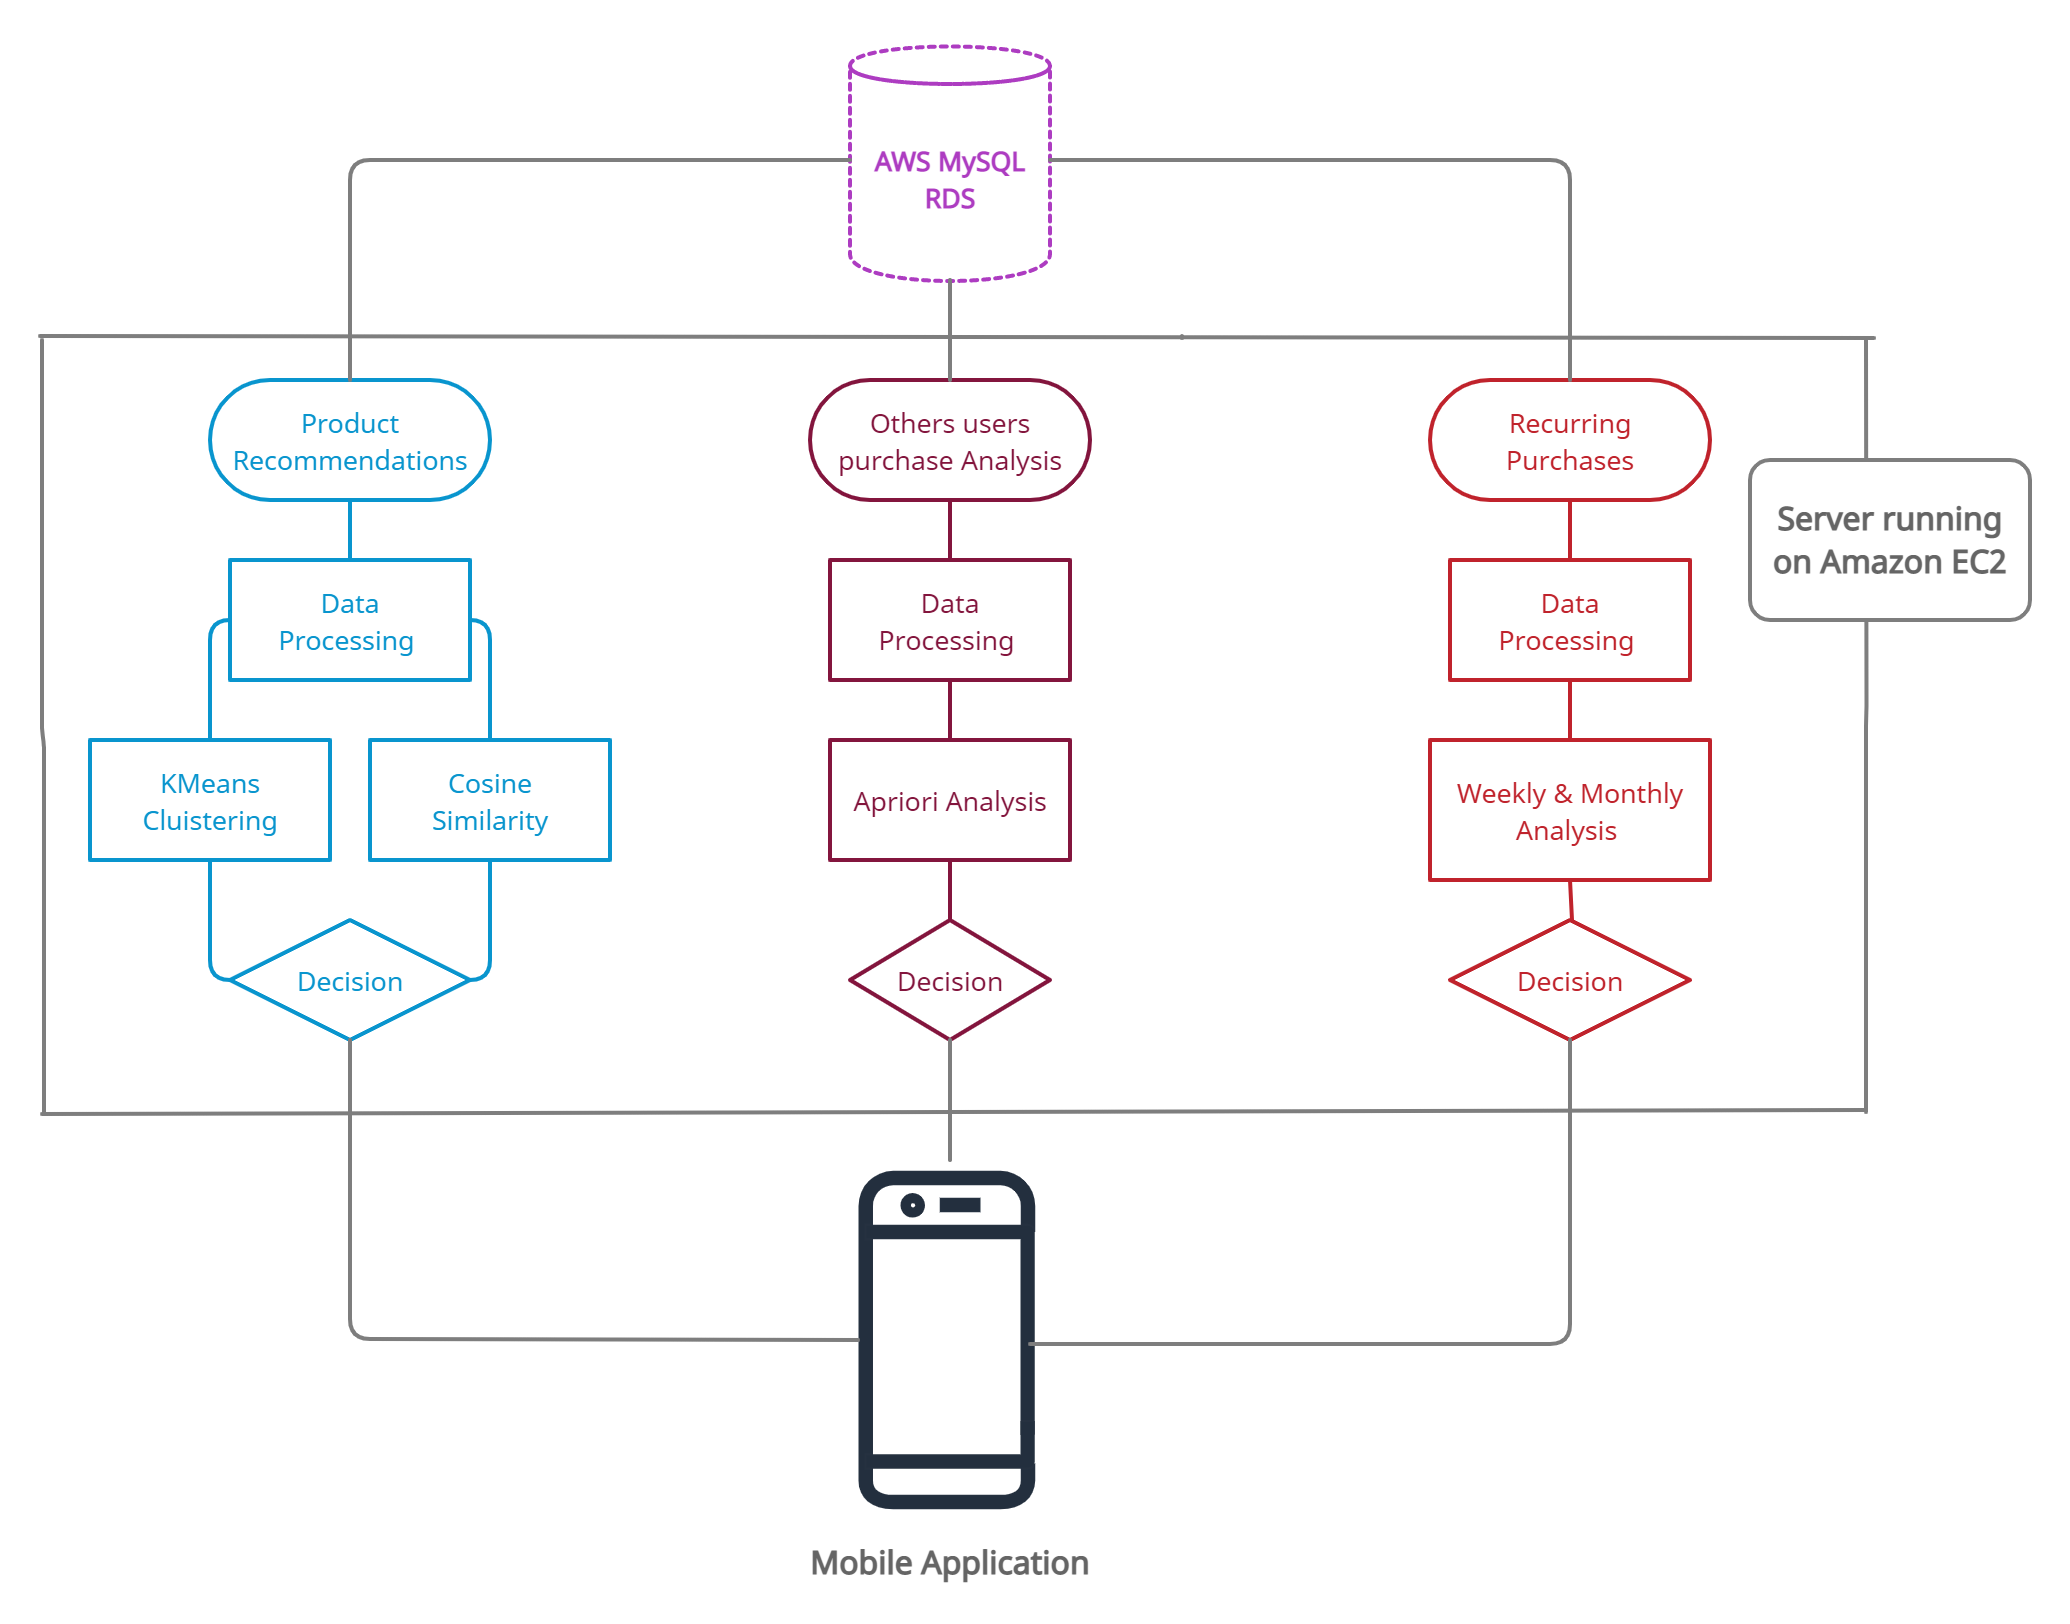 AWS MySQL
RDS
Product
Recommendations
Others users
purchase Analysis
Recurring
Purchases
Server running
on Amazon EC2
Data
Processing
Data
Processing
Data
Processing
KMeans
Cluistering
Cosine
Similarity
Apriori Analysis
Weekly & Monthly
Analysis
Decision
Decision
Decision
Mobile Application